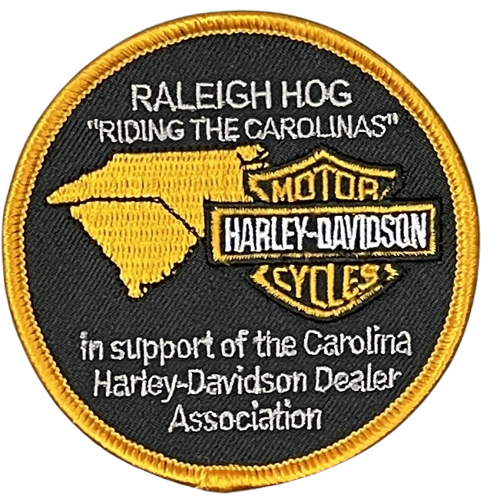 RALEIGH HOG
"RIDING THE CAROLINAS"
MOTOR
HARLEY-DAVIDSON
CYCLES
in support of the Carolina
Harley-Davidson Dealer
Association